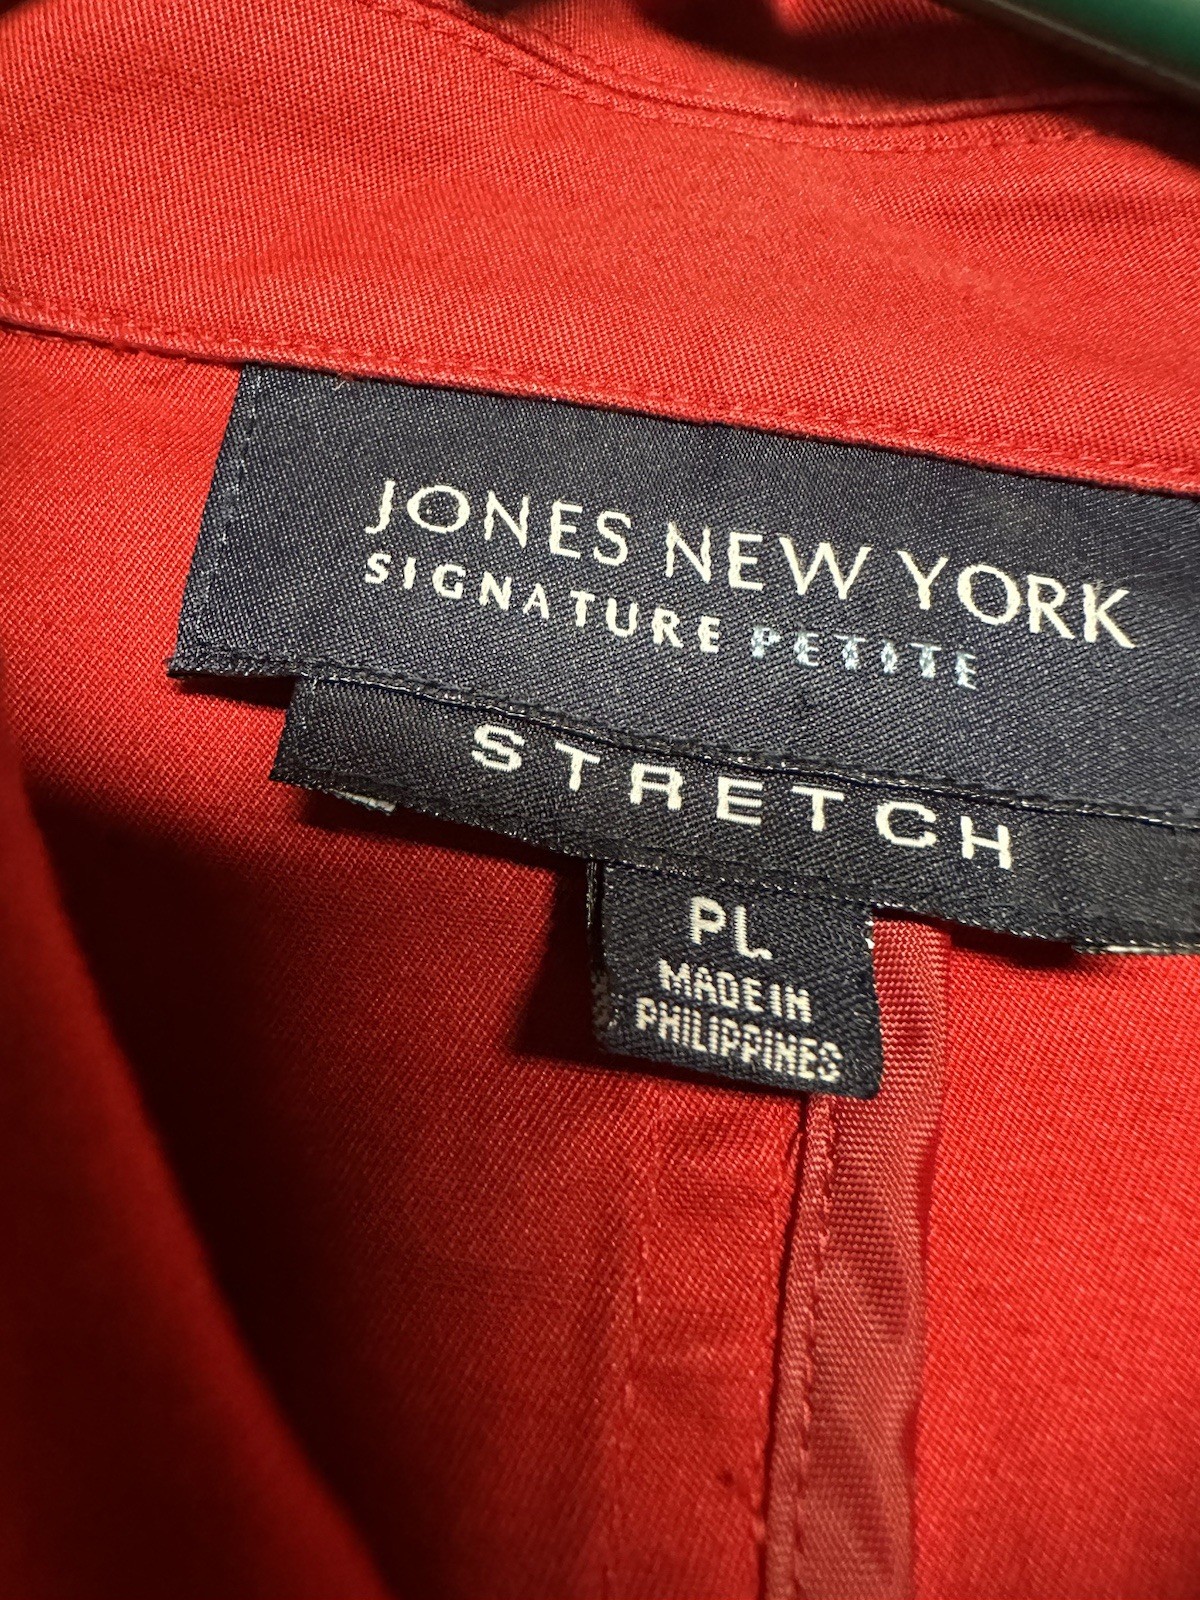 JONES NEW YORK
SIGNATURE PETITE
STRETCH
PL
MADE IN
PHILIPPINES